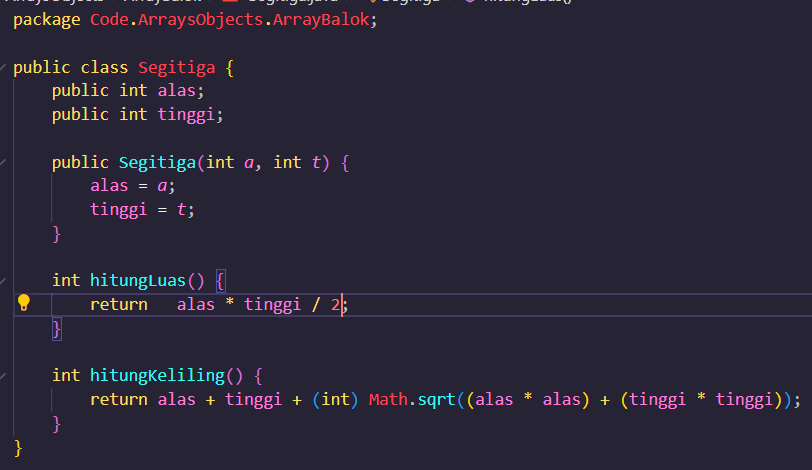 package Code.ArraysObjects.ArrayBalok;
public class Segitiga {
    public int alas;
    public int tinggi;
    public Segitiga(int a, int t) {
        alas = a;
        tinggi = t;
    }
    int hitungLuas() {
        return   alas * tinggi / 2;
    }
    int hitungKeliling() {
        return alas + tinggi + (int) Math.sqrt((alas * alas) + (tinggi * tinggi));
    }
}